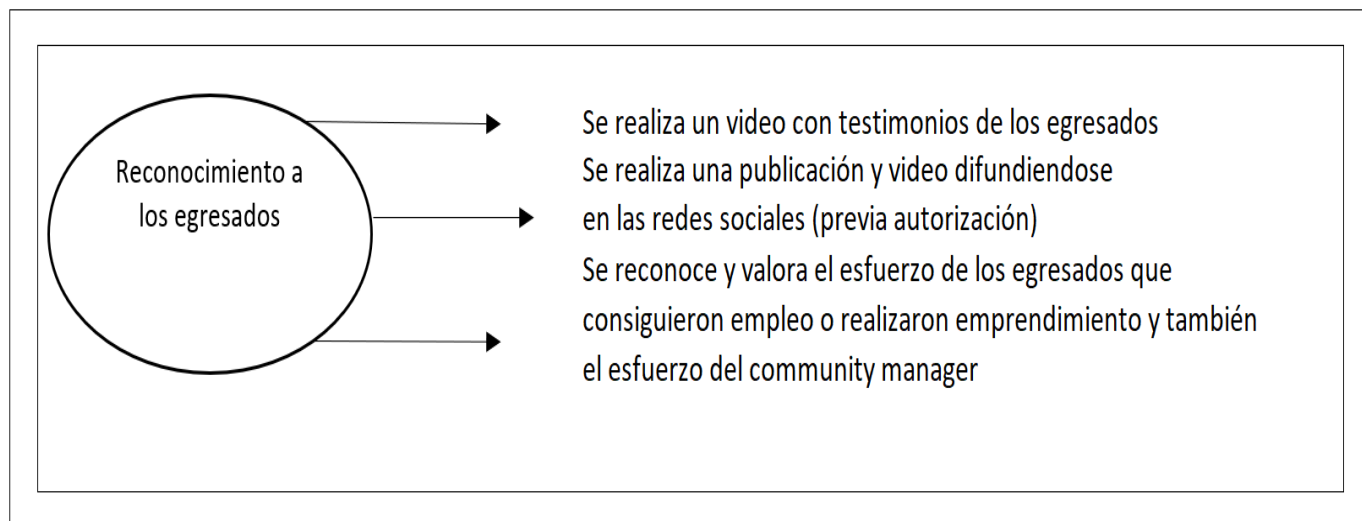 Reconocimiento a
los egresados
Se realiza un video con testimonios de los egresados
Se realiza una publicación y video difundiendose
en las redes sociales (previa autorización)
Se reconoce y valora el esfuerzo de los egresados que
consiguieron empleo o realizaron emprendimiento y también
el esfuerzo del community manager